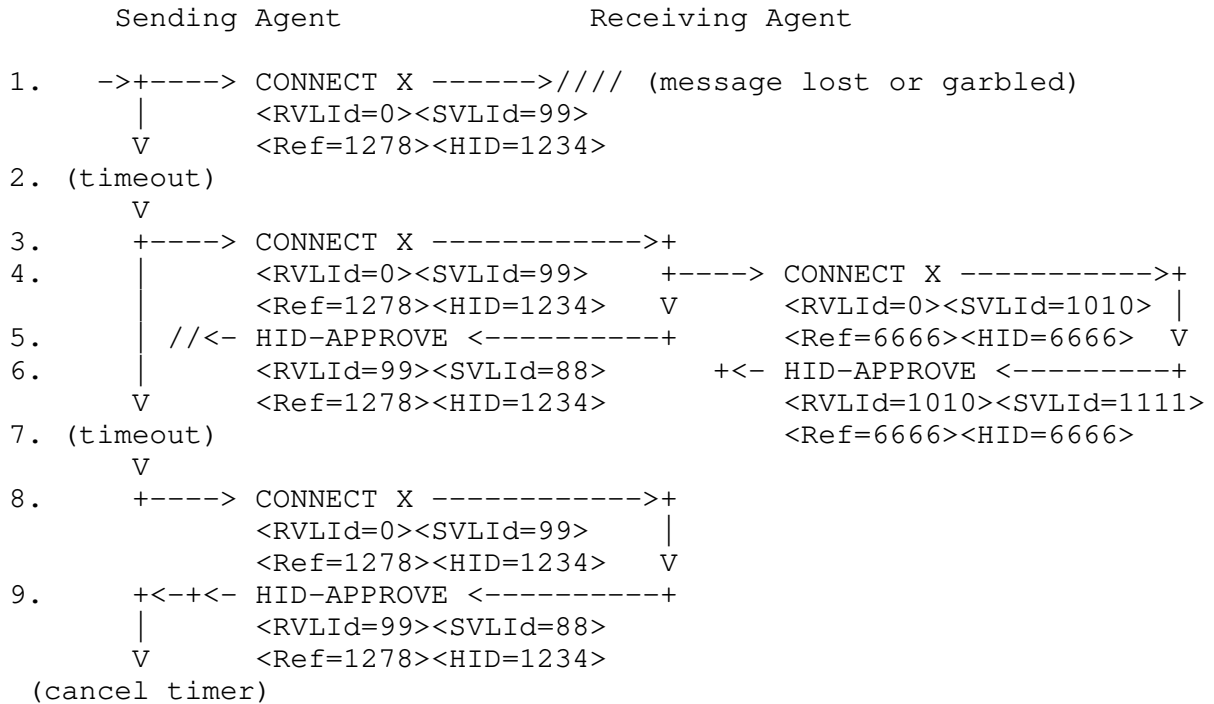 Sending Agent                Receiving Agent
1.    ->+----> CONNECT X ------>//// (message lost or garbled)
        |      <RVLId=0><SVLId=99>
        V      <Ref=1278><HID=1234>
2. (timeout)
        V
3.      +----> CONNECT X ------------>+
4.      |      <RVLId=0><SVLId=99>    +----> CONNECT X ----------->+
        |      <Ref=1278><HID=1234>   V      <RVLId=0><SVLId=1010> |
5.      | //<- HID-APPROVE <----------+      <Ref=6666><HID=6666>  V
6.      |      <RVLId=99><SVLId=88>      +<- HID-APPROVE <---------+
        V      <Ref=1278><HID=1234>          <RVLId=1010><SVLId=1111>
7. (timeout)                                 <Ref=6666><HID=6666>
        V
8.      +----> CONNECT X ------------>+
               <RVLId=0><SVLId=99>    |
               <Ref=1278><HID=1234>   V
9.      +<-+<- HID-APPROVE <----------+
        |      <RVLId=99><SVLId=88>
        V      <Ref=1278><HID=1234>
 (cancel timer)